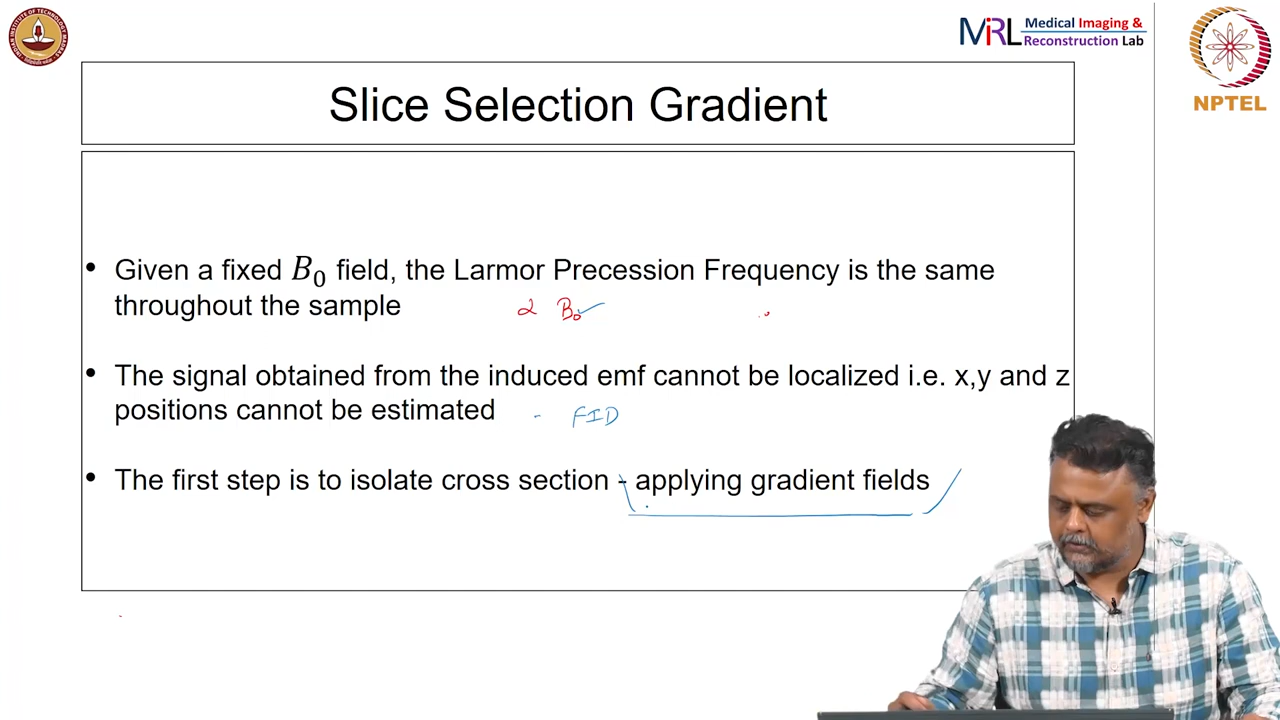 MIRL Medical Imaging &
Reconstruction Lab
NPTEL
Slice Selection Gradient
• Given a fixed B₀ field, the Larmor Precession Frequency is the same
throughout the sample
α B₀
• The signal obtained from the induced emf cannot be localized i.e. x,y and z
positions cannot be estimated
- FID
• The first step is to isolate cross section - applying gradient fields